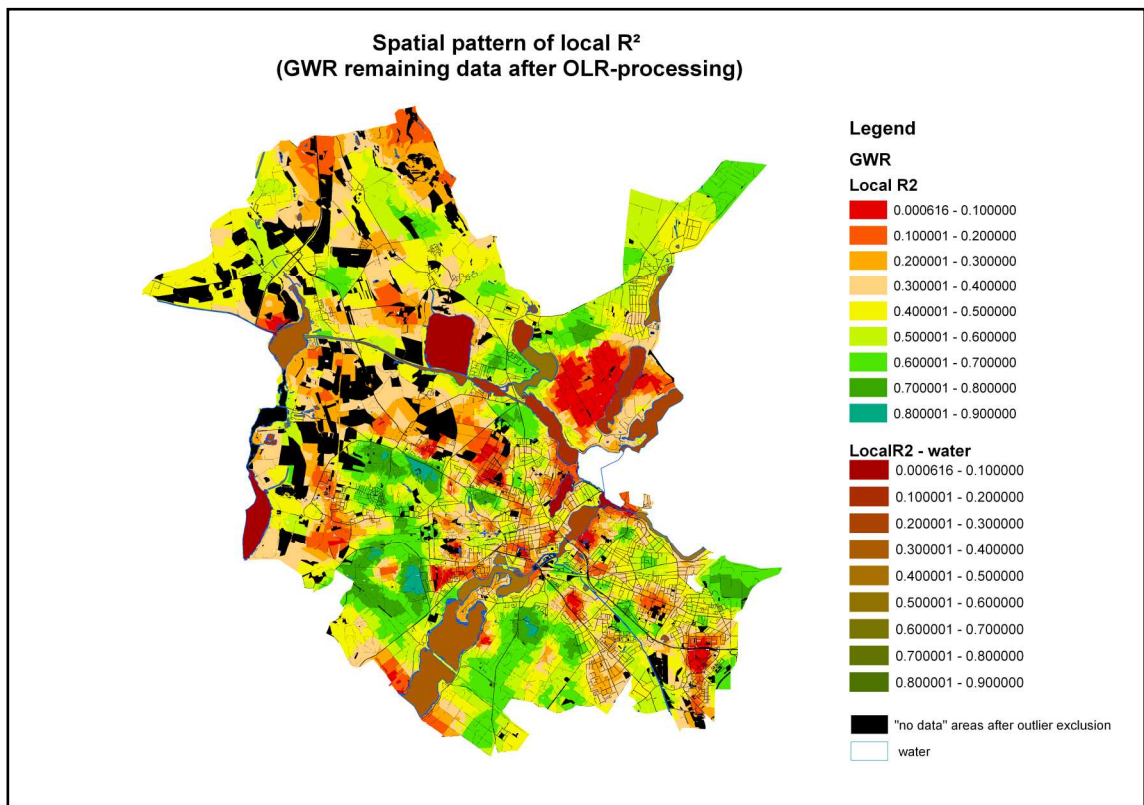 Spatial pattern of local R²
(GWR remaining data after OLR-processing)
Legend
GWR
Local R2
0.000616 - 0.100000
0.100001 - 0.200000
0.200001 - 0.300000
0.300001 - 0.400000
0.400001 - 0.500000
0.500001 - 0.600000
0.600001 - 0.700000
0.700001 - 0.800000
0.800001 - 0.900000
LocalR2 - water
0.000616 - 0.100000
0.100001 - 0.200000
0.200001 - 0.300000
0.300001 - 0.400000
0.400001 - 0.500000
0.500001 - 0.600000
0.600001 - 0.700000
0.700001 - 0.800000
0.800001 - 0.900000
"no data" areas after outlier exclusion
water